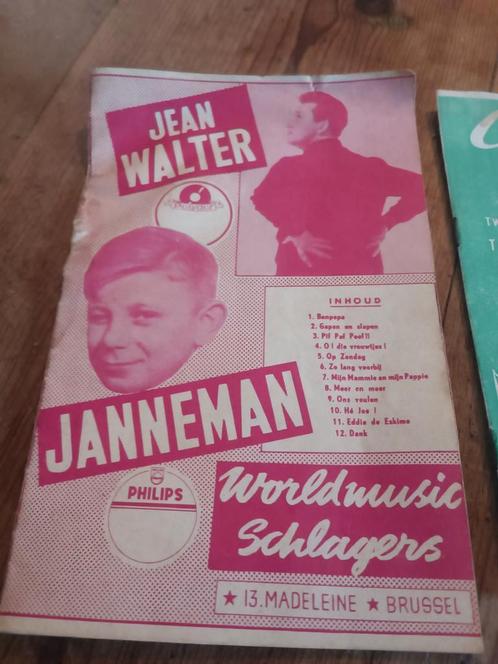 JEAN
WALTER
Polydor
INHOUD
1. Bonpapa
2. Gapen en slapen
3. Pif Paf Poef!!
4. O! die vrouwtjes!
5. Op Zondag
6. Zo lang voorbij
7. Mijn Mammie en mijn Pappie
8. Meer en meer
9. Ons veulen
10. Hé Joe!
11. Eddie de Eskimo
12. Dank
JANNEMAN
PHILIPS
Worldmusic
Schlagers
★ 13. MADELEINE ★ BRUSSEL